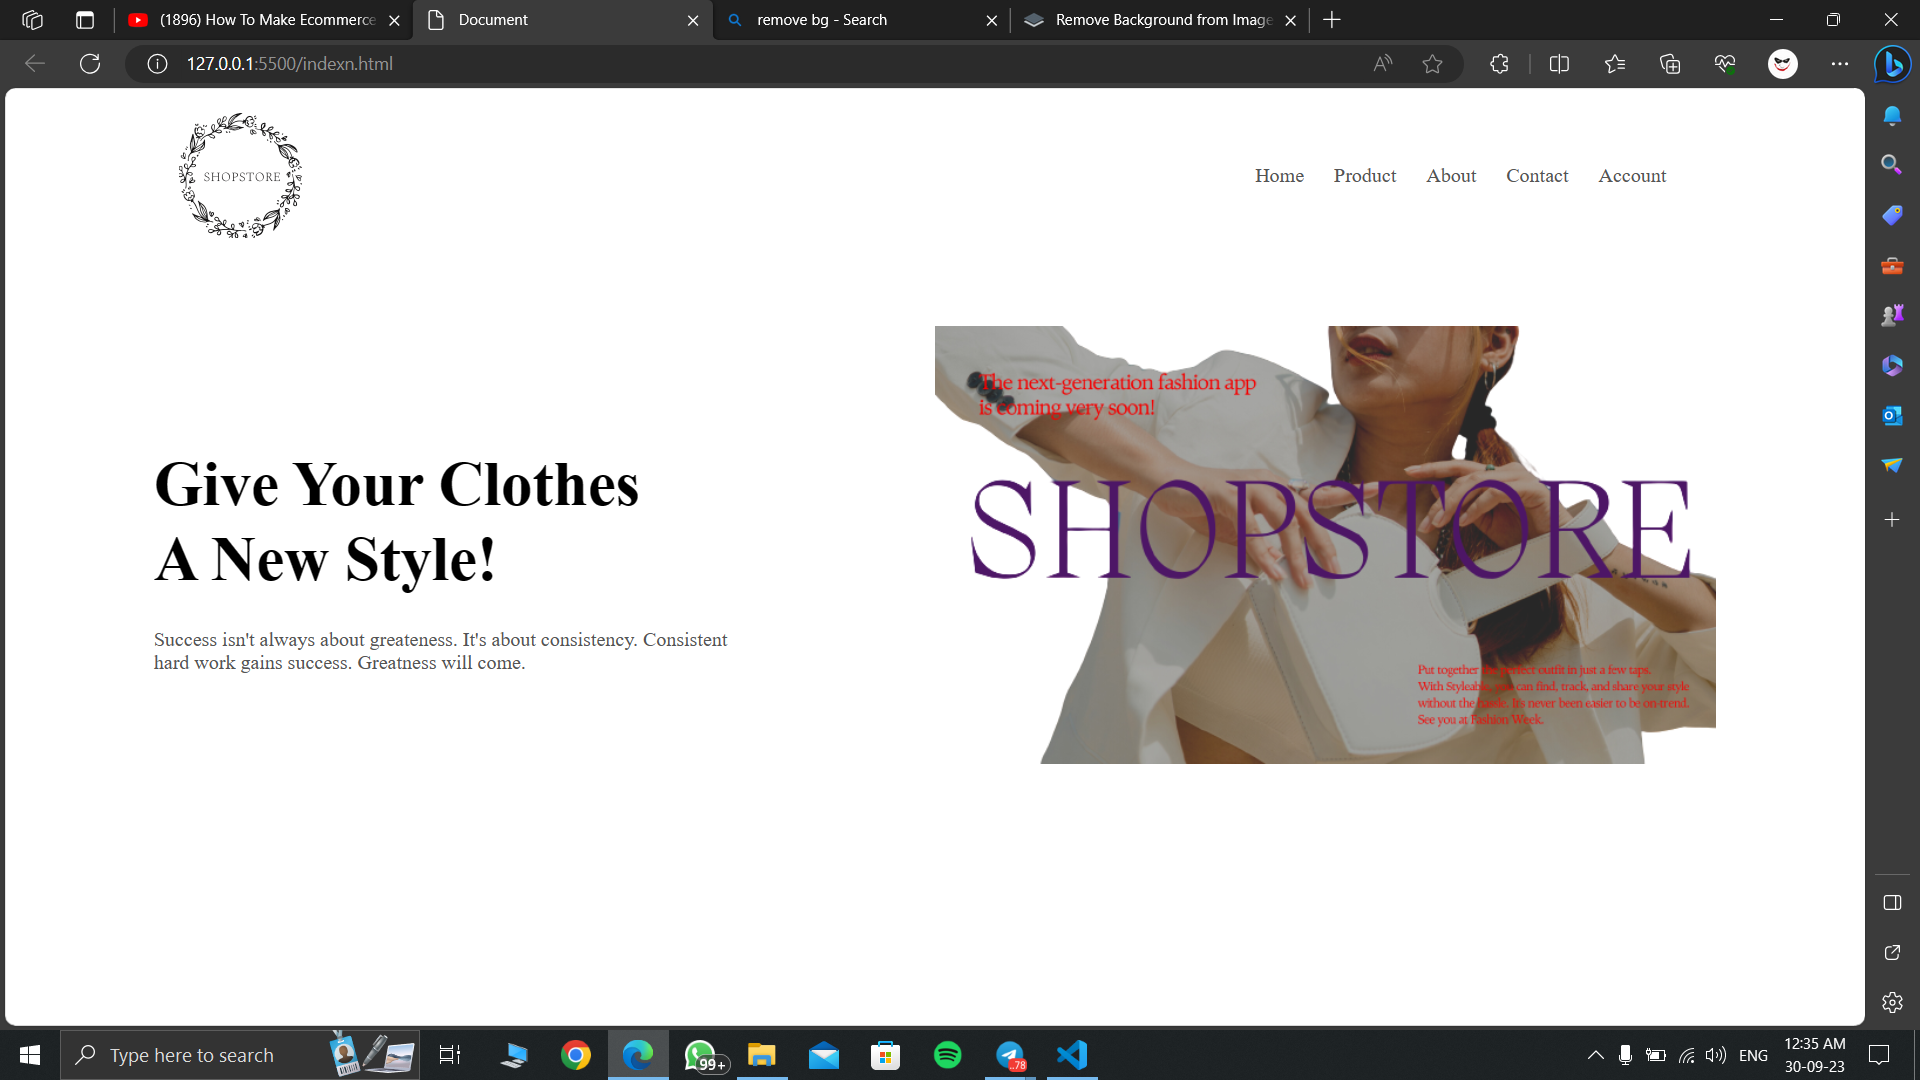 (1896) How To Make Ecommerce
Document
remove bg - Search
Remove Background from Image
127.0.0.1:5500/indexn.html
SHOPSTORE
Home Product About Contact Account
The next-generation fashion app
is coming very soon!
SHOPSTORE
Give Your Clothes
A New Style!
Success isn't always about greateness. It's about consistency. Consistent
hard work gains success. Greatness will come.
Put together the perfect outfit in just a few taps.
With Styleable, you can find, track, and share your style
without the hassle. It's never been easier to be on-trend.
See you at Fashion Week.
Type here to search
99+
..78
ENG
12:35 AM
30-09-23